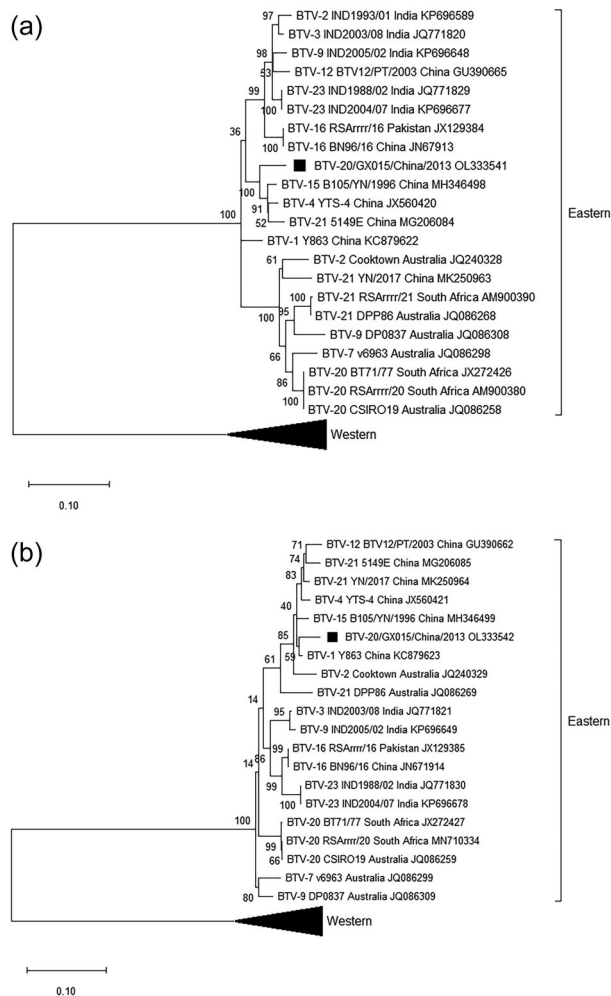 (a)
97
BTV-2 IND1993/01 India KP696589
BTV-3 IND2003/08 India JQ771820
98
BTV-9 IND2005/02 India KP696648
53
BTV-12 BTV12/PT/2003 China GU390665
99
BTV-23 IND1988/02 India JQ771829
100
BTV-23 IND2004/07 India KP696677
36
BTV-16 RSArrrr/16 Pakistan JX129384
100
BTV-16 BN96/16 China JN67913
BTV-20/GX015/China/2013 OL333541
100
BTV-15 B105/YN/1996 China MH346498
91
BTV-4 YTS-4 China JX560420
52
BTV-21 5149E China MG206084
100
Eastern
BTV-1 Y863 China KC879622
61
BTV-2 Cooktown Australia JQ240328
BTV-21 YN/2017 China MK250963
100
BTV-21 RSArrrr/21 South Africa AM900390
100
95
BTV-21 DPP86 Australia JQ086268
BTV-9 DP0837 Australia JQ086308
66
BTV-7 v6963 Australia JQ086298
86
BTV-20 BT71/77 South Africa JX272426
BTV-20 RSArrrr/20 South Africa AM900380
100
BTV-20 CSIRO19 Australia JQ086258
Western
0.10
(b)
71
BTV-12 BTV12/PT/2003 China GU390662
74
BTV-21 5149E China MG206085
83
BTV-21 YN/2017 China MK250964
BTV-4 YTS-4 China JX560421
40
BTV-15 B105/YN/1996 China MH346499
85
BTV-20/GX015/China/2013 OL333542
59
BTV-1 Y863 China KC879623
61
BTV-2 Cooktown Australia JQ240329
BTV-21 DPP86 Australia JQ086269
14
BTV-3 IND2003/08 India JQ771821
95
Eastern
BTV-9 IND2005/02 India KP696649
99
BTV-16 RSArrrr/16 Pakistan JX129385
86
14
BTV-16 BN96/16 China JN671914
99
BTV-23 IND1988/02 India JQ771830
100
BTV-23 IND2004/07 India KP696678
100
BTV-20 BT71/77 South Africa JX272427
BTV-20 RSArrrr/20 South Africa MN710334
99
66
BTV-20 CSIRO19 Australia JQ086259
BTV-7 v6963 Australia JQ086299
80
BTV-9 DP0837 Australia JQ086309
Western
0.10